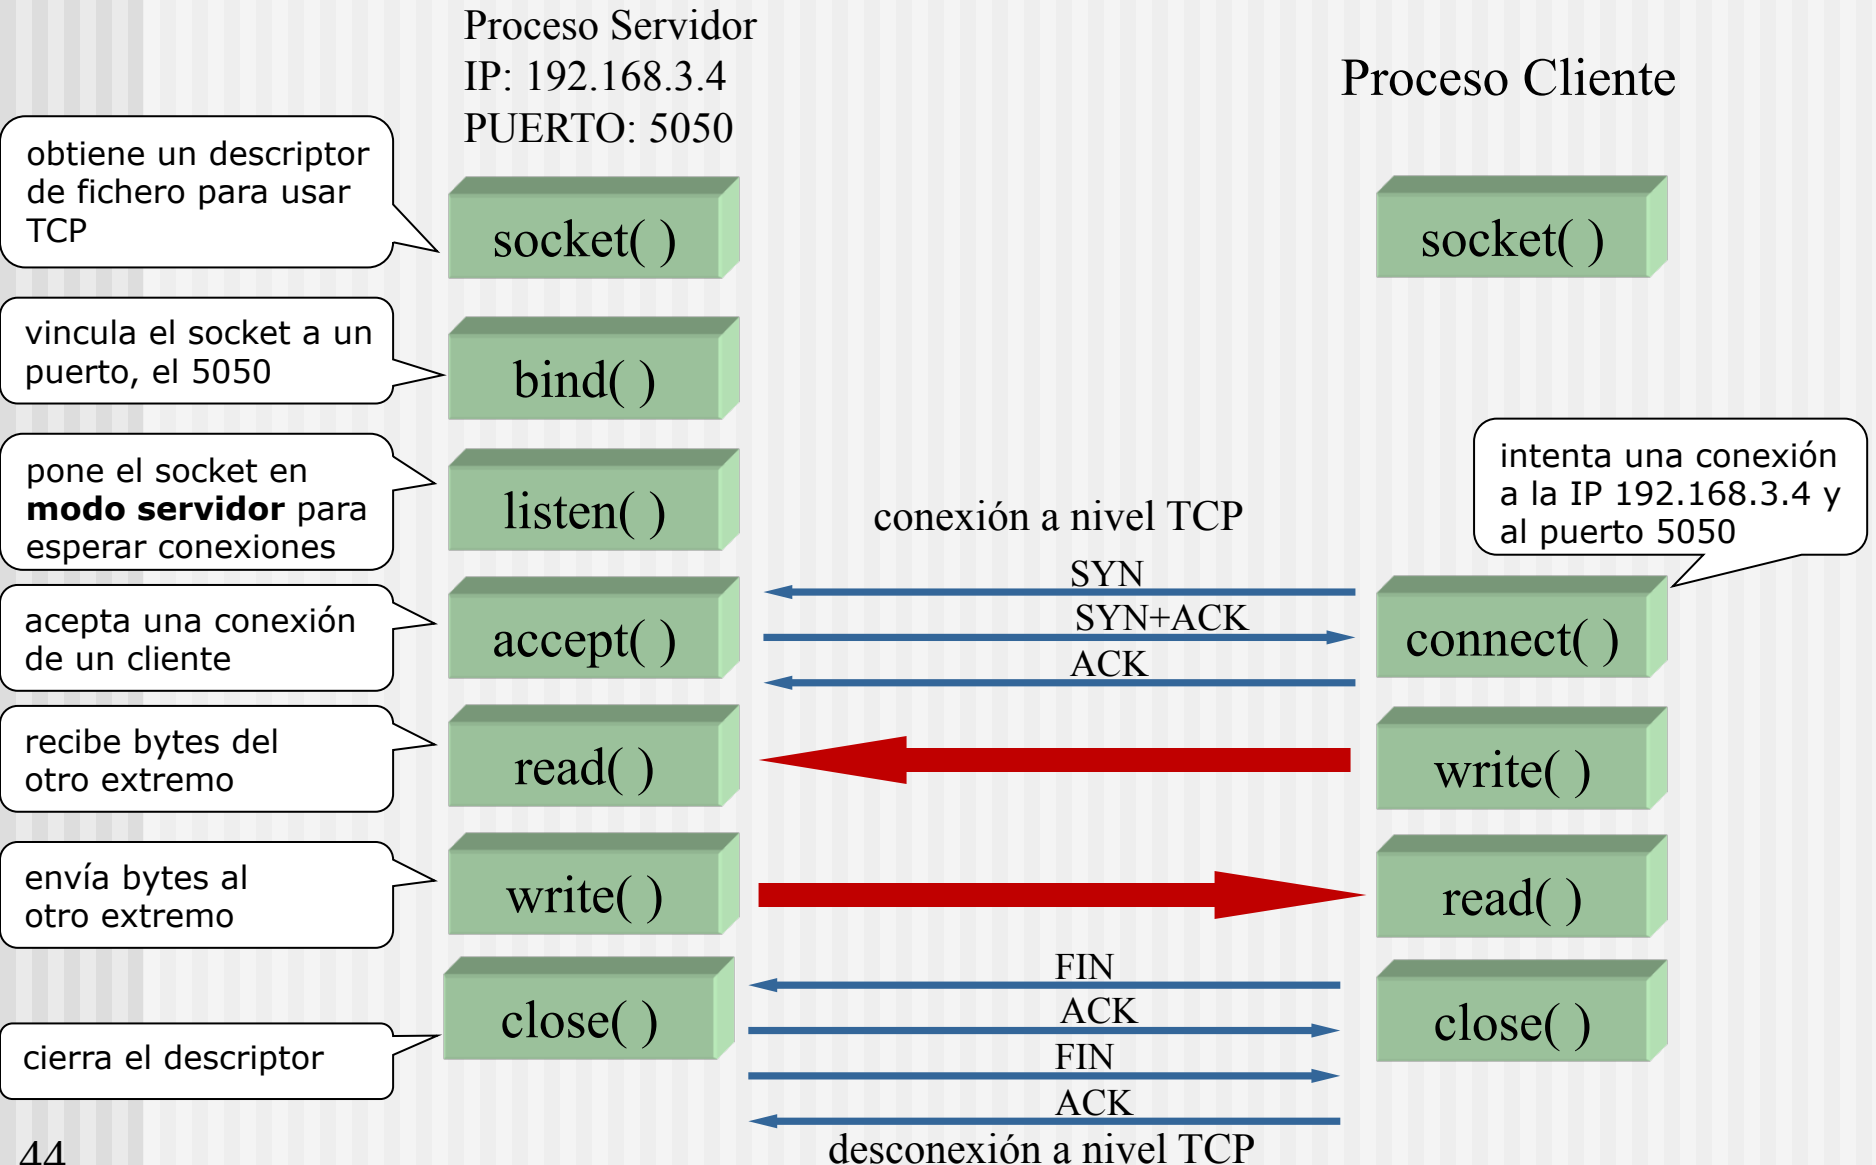 Proceso Servidor
IP: 192.168.3.4
PUERTO: 5050
Proceso Cliente
obtiene un descriptor
de fichero para usar
TCP
socket( )
socket( )
vincula el socket a un
puerto, el 5050
bind( )
pone el socket en
modo servidor para
esperar conexiones
listen( )
intenta una conexión
a la IP 192.168.3.4 y
al puerto 5050
conexión a nivel TCP
SYN
SYN+ACK
ACK
acepta una conexión
de un cliente
accept( )
connect( )
recibe bytes del
otro extremo
read( )
write( )
envía bytes al
otro extremo
write( )
read( )
FIN
ACK
FIN
ACK
close( )
close( )
cierra el descriptor
desconexión a nivel TCP
44